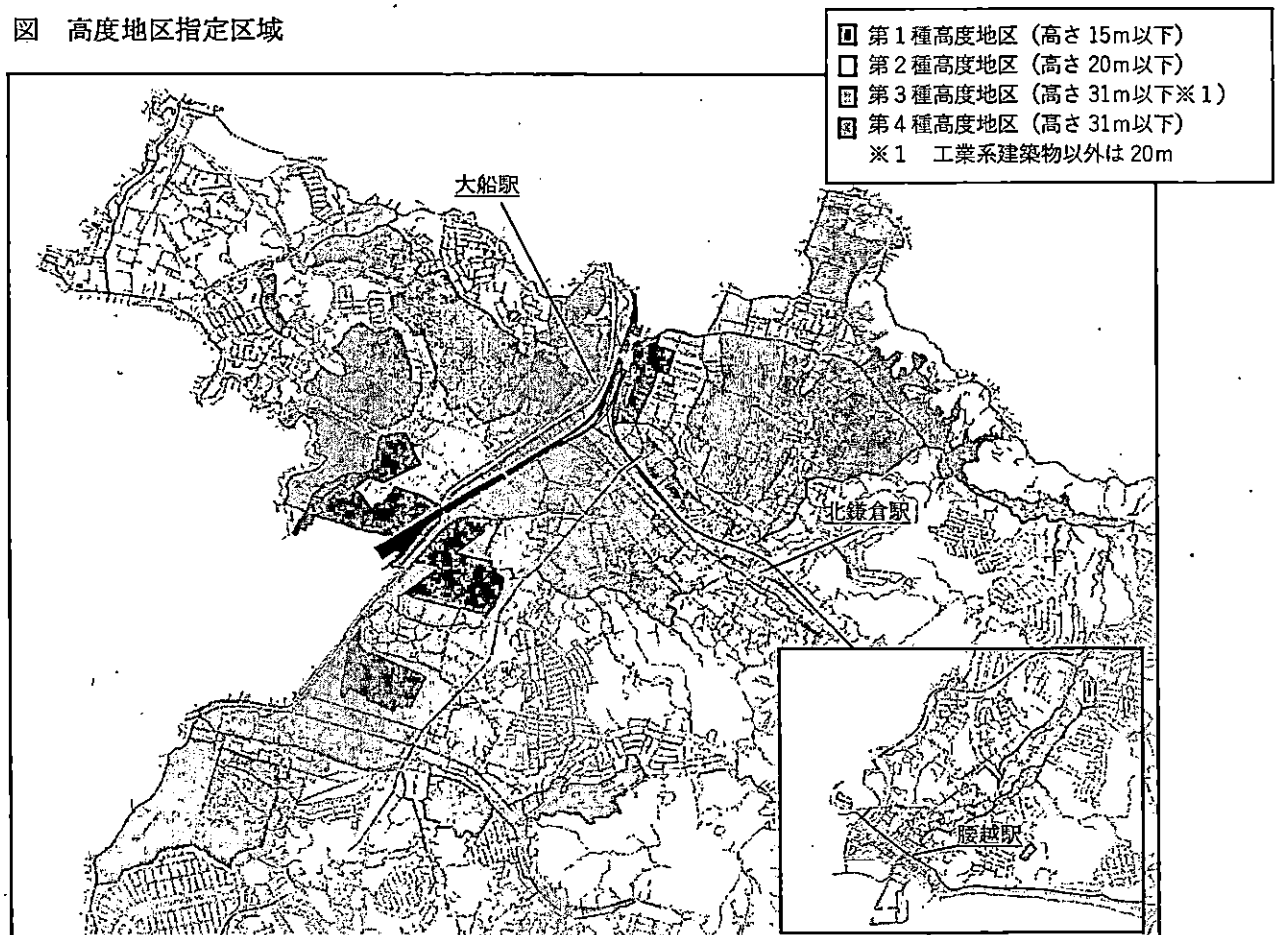 図 高度地区指定区域
第1種高度地区(高さ15m以下)
第2種高度地区(高さ20m以下)
第3種高度地区(高さ31m以下※1)
第4種高度地区(高さ31m以下)
※1 工業系建築物以外は20m
大船駅
北鎌倉駅
腰越駅